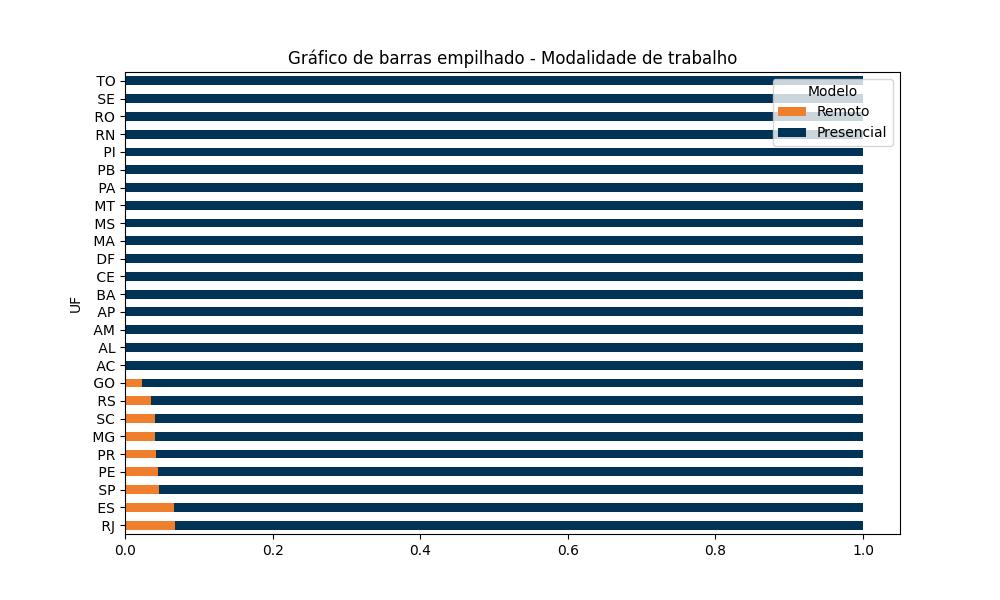 Gráfico de barras empilhado - Modalidade de trabalho
Modelo
Remoto
Presencial
UF
TO
SE
RO
RN
PI
PB
PA
MT
MS
MA
DF
CE
BA
AP
AM
AL
AC
GO
RS
SC
MG
PR
PE
SP
ES
RJ
0.0 0.2 0.4 0.6 0.8 1.0